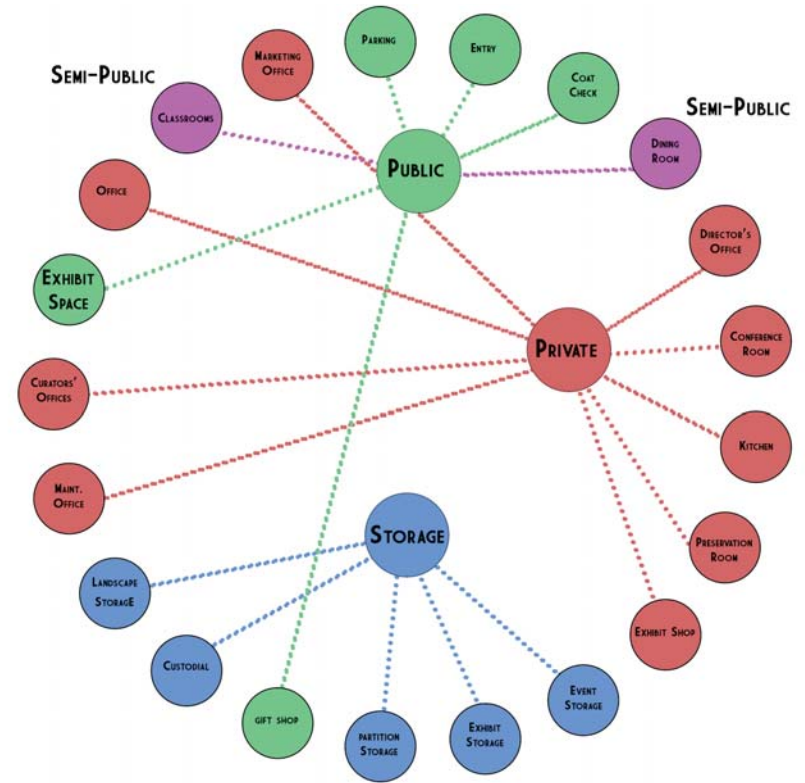 Parking
Entry
Marketing
Office
Coat
Check
Semi-Public
Classrooms
Semi-Public
Dining
Room
Public
Office
Director's
Office
Exhibit
Space
Private
Conference
Room
Curators'
Offices
Kitchen
Maint.
Office
Storage
Preservation
Room
Landscape
Storage
Exhibit Shop
Custodial
Event
Storage
gift shop
partition
Storage
Exhibit
Storage